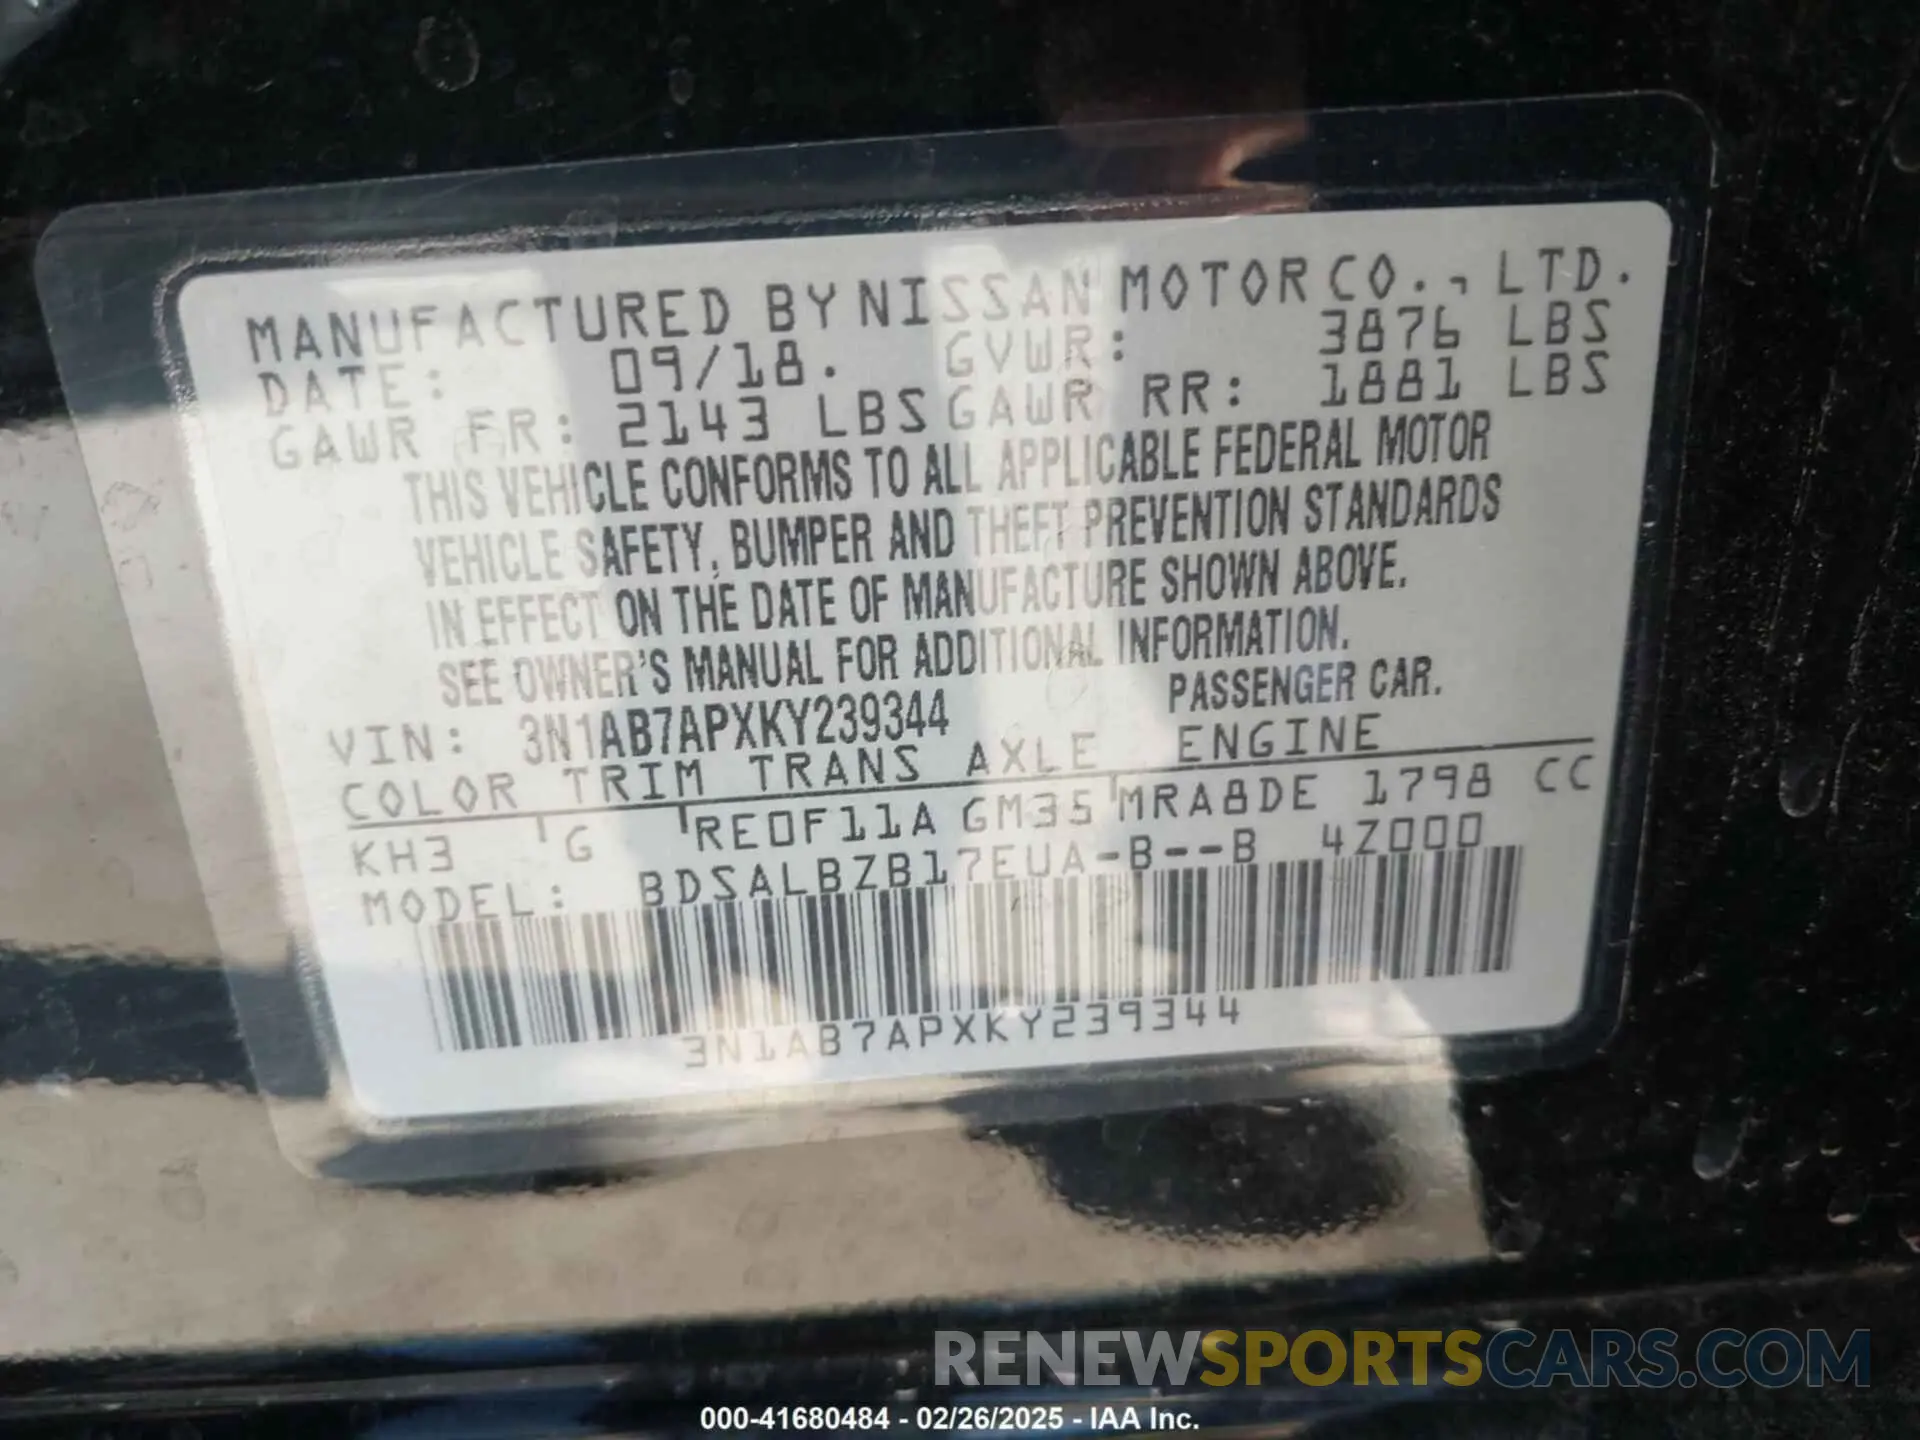 MANUFACTURED BY NISSAN MOTOR CO., LTD.
DATE: 09/18. GVWR: 3876 LBS
GAWR FR: 2143 LBS GAWR RR: 1881 LBS
THIS VEHICLE CONFORMS TO ALL APPLICABLE FEDERAL MOTOR
VEHICLE SAFETY, BUMPER AND THEFT PREVENTION STANDARDS
IN EFFECT ON THE DATE OF MANUFACTURE SHOWN ABOVE.
SEE OWNER'S MANUAL FOR ADDITIONAL INFORMATION.
VIN: 3N1AB7APXKY239344 PASSENGER CAR.
COLOR TRIM TRANS AXLE ENGINE
KH3 G RE0F11A GM35 MRA8DE 1798 CC
MODEL: BDSALBZB17EUA-B--B 4Z000
3N1AB7APXKY239344
RENEWSPORTSCARS.COM
000-41680484 - 02/26/2025 - IAA Inc.